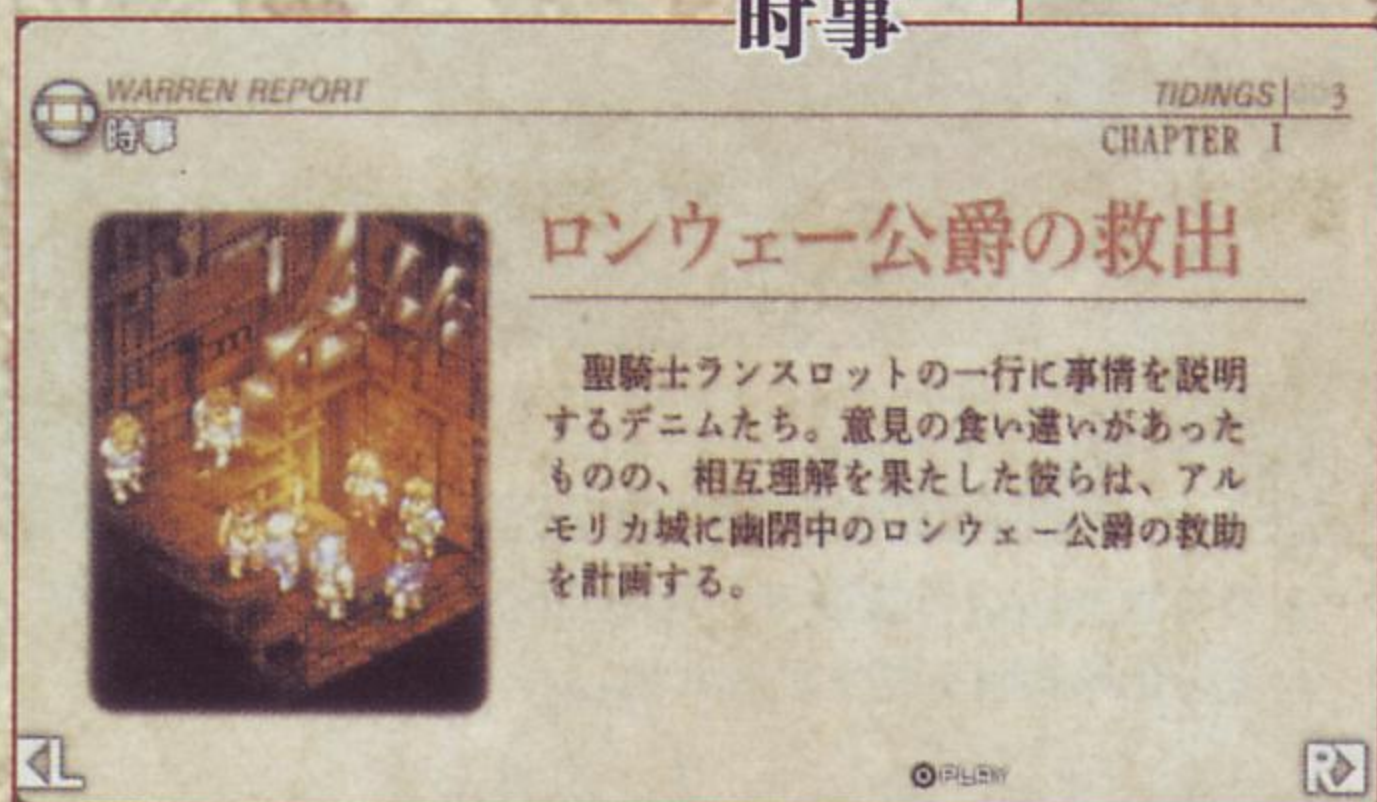 時事
WARREN REPORT
時事
TIDINGS 3
CHAPTER I
ロンウェー公爵の救出
聖騎士ランスロットの一行に事情を説明
するデニムたち。意見の食い違いがあった
ものの、相互理解を果たした彼らは、アル
モリカ城に幽閉中のロンウェー公爵の救助
を計画する。
L
PLAY
R